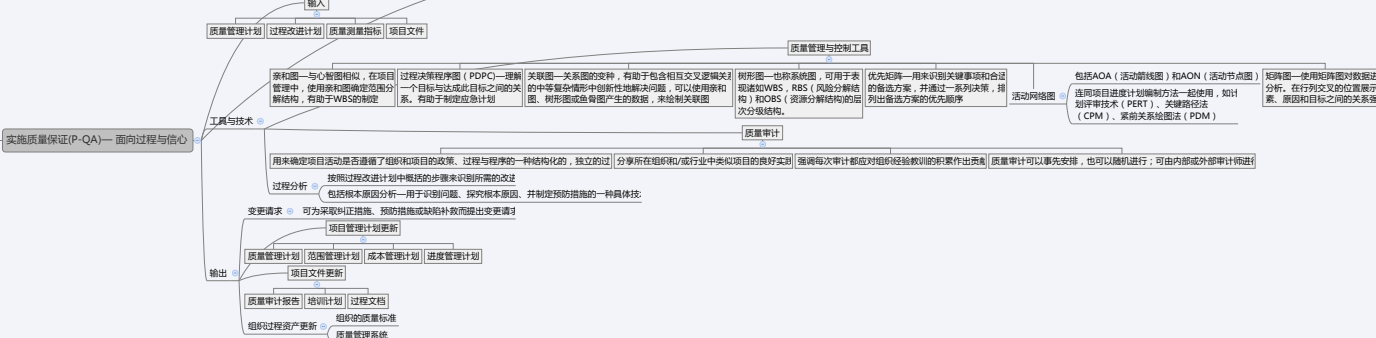 输入
质量管理计划
过程改进计划
质量测量指标
项目文件
质量管理与控制工具
亲和图—与心智图相似，在项目
管理中，使用亲和图确定范围分
解结构，有助于WBS的制定
过程决策程序图（PDPC)—理解
一个目标与达成此目标之间的关
系。有助于制定应急计划
关联图—关系图的变种，有助于包含相互交叉逻辑关系
的中等复杂情形中创新性地解决问题，可以使用亲和
图、树形图或鱼骨图产生的数据，来绘制关联图
树形图—也称系统图，可用于表
现诸如WBS，RBS（风险分解结
构）和OBS（资源分解结构)的层
次分级结构。
优先矩阵—用来识别关键事项和合适
的备选方案，并通过一系列决策，排
列出备选方案的优先顺序
活动网络图
包括AOA（活动箭线图）和AON（活动节点图）
连同项目进度计划编制方法一起使用，如计
划评审技术（PERT）、关键路径法
（CPM）、紧前关系绘图法（PDM）
矩阵图—使用矩阵图对数据进
分析。在行列交叉的位置展示
素、原因和目标之间的关系强
工具与技术
实施质量保证(P-QA)— 面向过程与信心
质量审计
用来确定项目活动是否遵循了组织和项目的政策、过程与程序的一种结构化的，独立的过
分享所在组织和/或行业中类似项目的良好实践
强调每次审计都应对组织经验教训的积累作出贡献
质量审计可以事先安排，也可以随机进行；可由内部或外部审计师进行
过程分析
按照过程改进计划中概括的步骤来识别所需的改进
包括根本原因分析—用于识别问题、探究根本原因、并制定预防措施的一种具体技
变更请求
可为采取纠正措施、预防措施或缺陷补救而提出变更请求
项目管理计划更新
质量管理计划
范围管理计划
成本管理计划
进度管理计划
输出
项目文件更新
质量审计报告
培训计划
过程文档
组织过程资产更新
组织的质量标准
质量管理系统